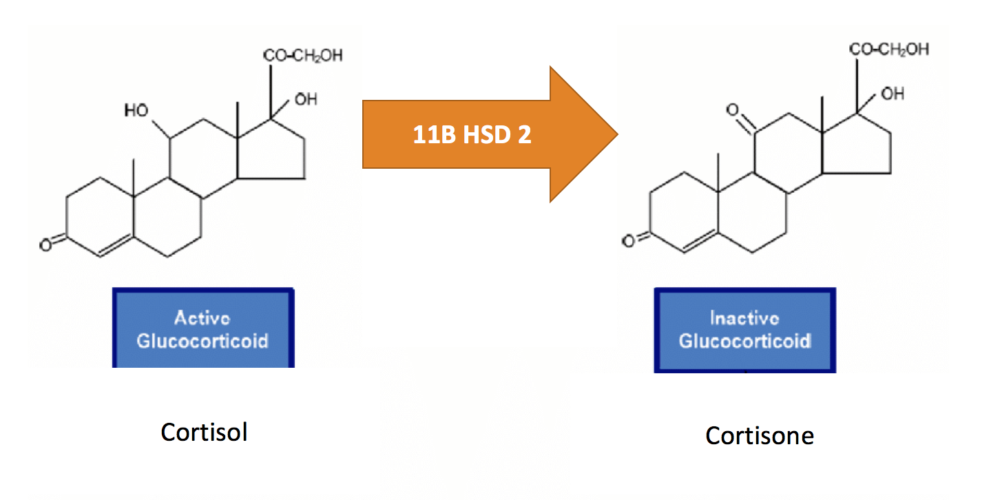 CO-CH₂OH
OH
HO
O
11B HSD 2
CO-CH₂OH
OH
O
O
Active
Glucocorticoid
Inactive
Glucocorticoid
Cortisol
Cortisone